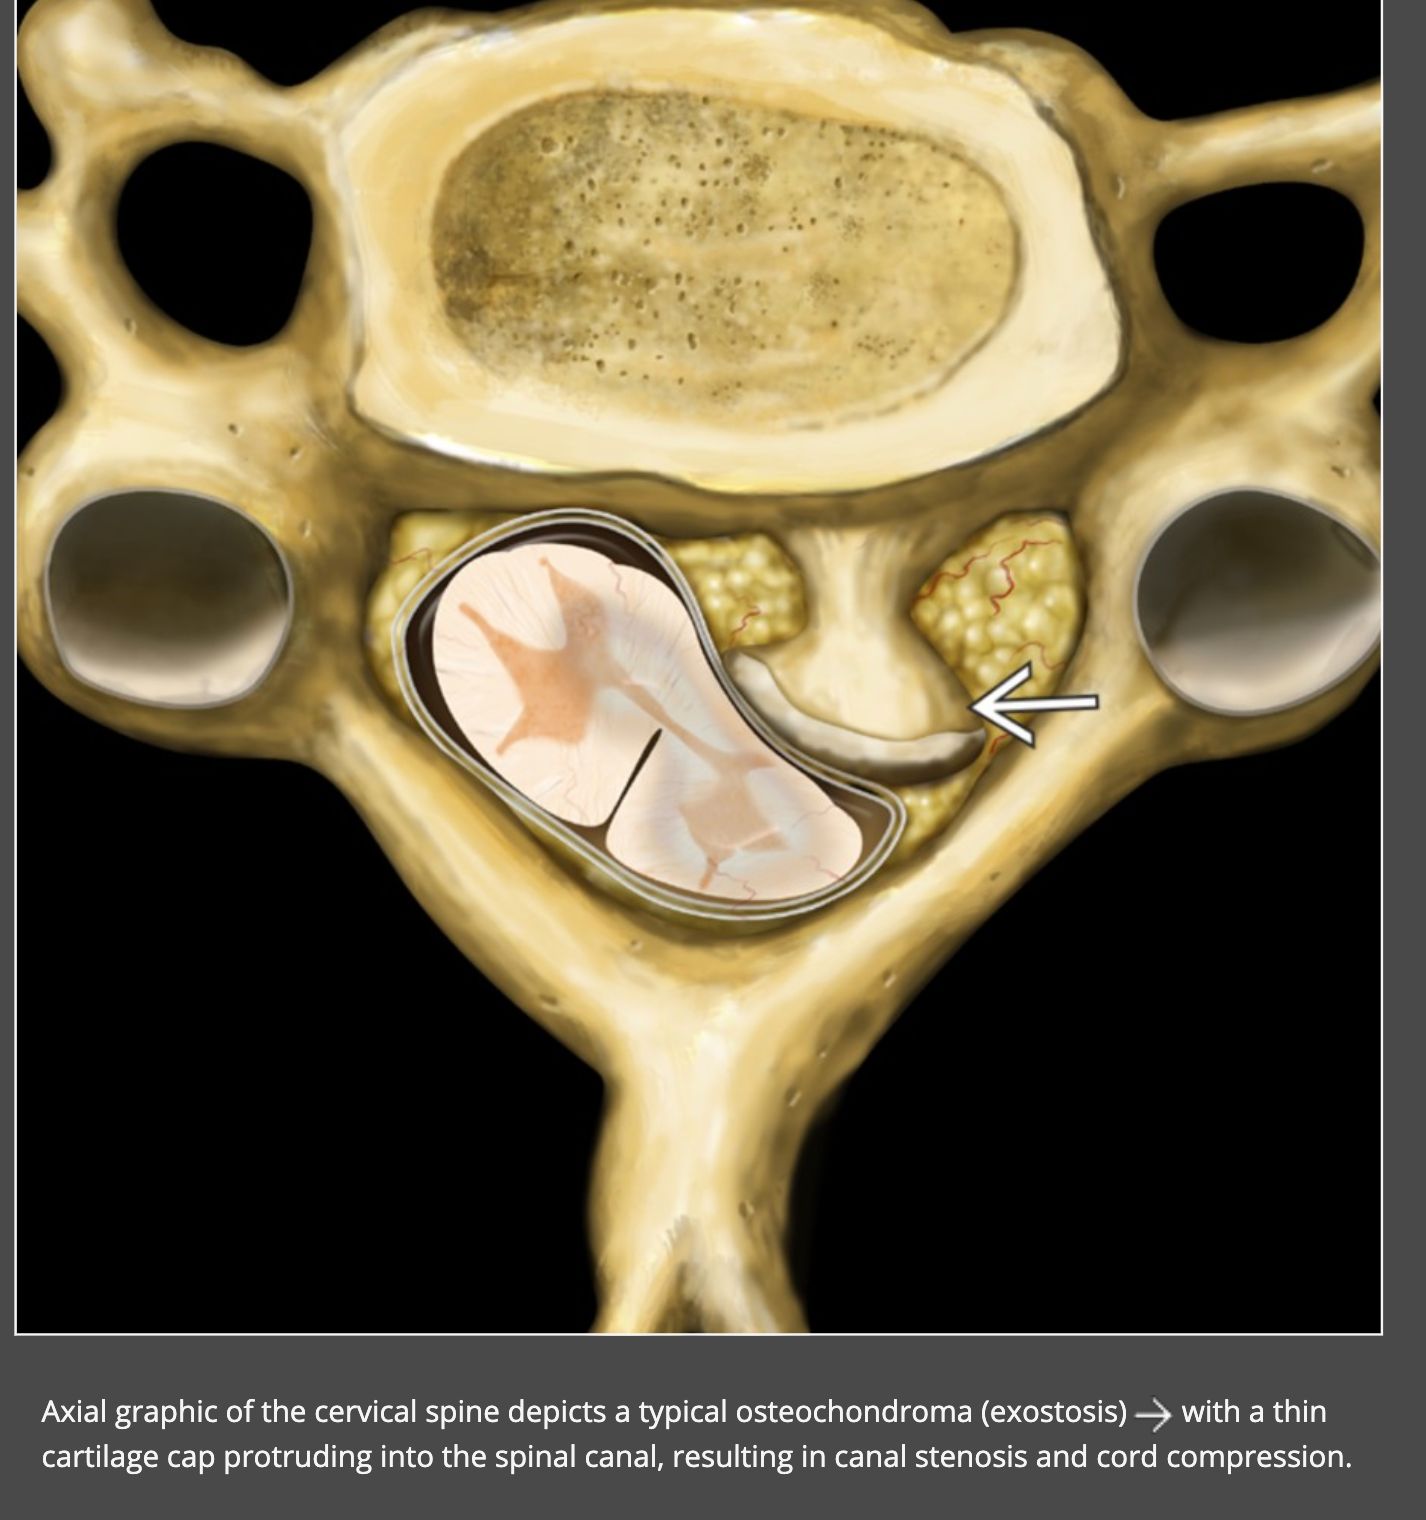 Axial graphic of the cervical spine depicts a typical osteochondroma (exostosis) → with a thin
cartilage cap protruding into the spinal canal, resulting in canal stenosis and cord compression.